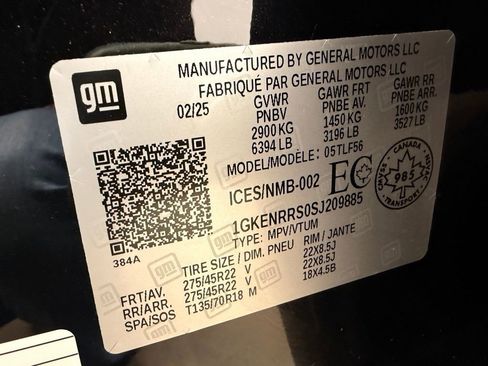 gm
MANUFACTURED BY GENERAL MOTORS LLC
FABRIQUÉ PAR GENERAL MOTORS LLC
02/25 GVWR GAWR FRT GAWR RR
PNBV PNBE AV. PNBE ARR.
2900 KG 1450 KG 1600 KG
6394 LB 3196 LB 3527 LB
MODEL/MODÈLE: 05TLF56
ICES/NMB-002 EC CANADA 985
1GKENRRS0SJ209885
TYPE: MPV/VTUM
384A
TIRE SIZE / DIM. PNEU RIM / JANTE
FRT/AV. 275/45R22 V 22X8.5J
RR/ARR. 275/45R22 V 22X8.5J
SPA/SOS T135/70R18 M 18X4.5B